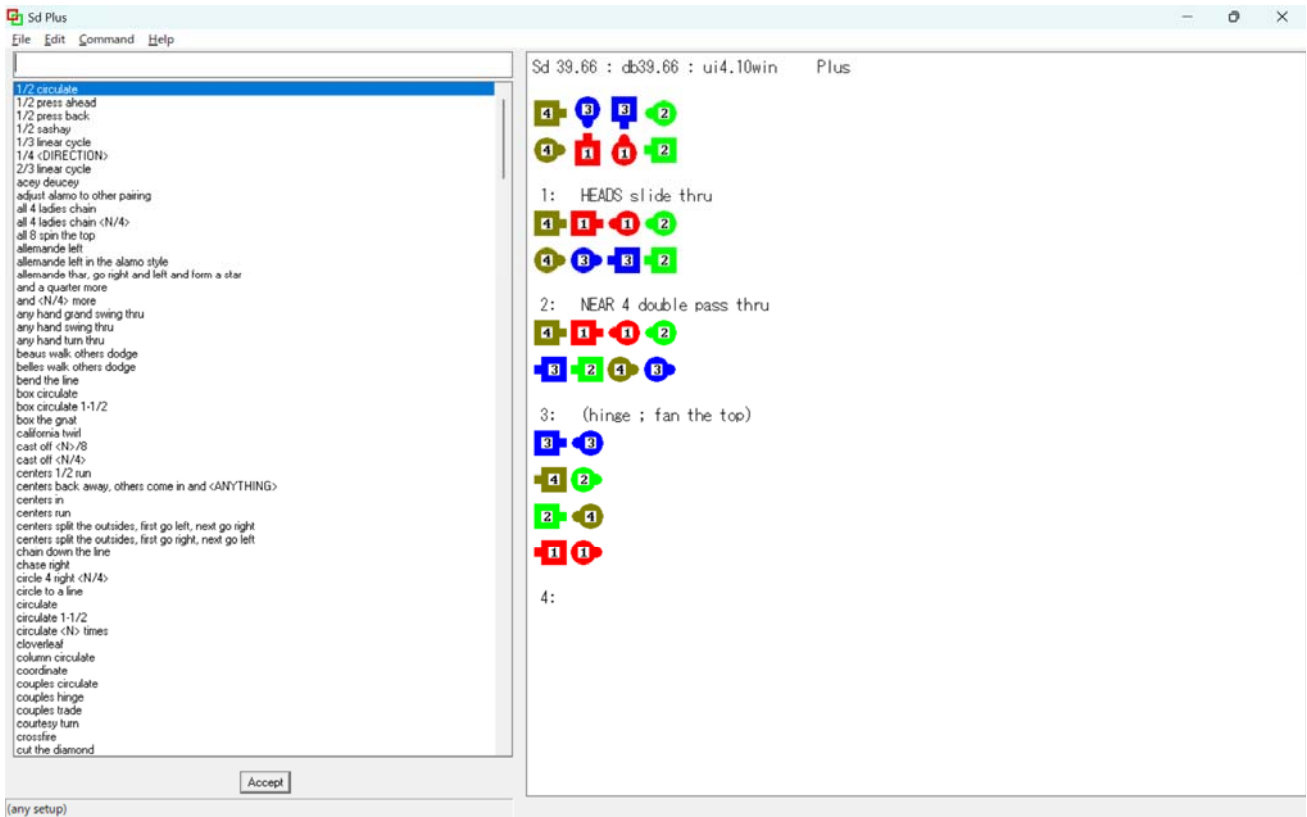 Sd Plus
File Edit Command Help
1/2 circulate
1/2 press ahead
1/2 press back
1/2 sashay
1/3 linear cycle
1/4 <DIRECTION>
2/3 linear cycle
acey deucey
adjust alamo to other pairing
all 4 ladies chain
all 4 ladies chain <N/4>
all 8 spin the top
allemande left
allemande left in the alamo style
allemande thar, go right and left and form a star
and a quarter more
and <N/4> more
any hand grand swing thru
any hand swing thru
any hand turn thru
beaus walk others dodge
belles walk others dodge
bend the line
box circulate
box circulate 1-1/2
box the gnat
california twirl
cast off <N>/8
cast off <N/4>
centers 1/2 run
centers back away, others come in and <ANYTHING>
centers in
centers run
centers split the outsides, first go left, next go right
centers split the outsides, first go right, next go left
chain down the line
chase right
circle 4 right <N/4>
circle to a line
circulate
circulate 1-1/2
circulate <N> times
cloverleaf
column circulate
coordinate
couples circulate
couples hinge
couples trade
courtesy turn
crossfire
cut the diamond
Accept
(any setup)
Sd 39.66 : db39.66 : ui4.10win Plus
4 3 3 2
4 1 1 2
1: HEADS slide thru
4 1 1 2
4 3 3 2
2: NEAR 4 double pass thru
4 1 1 2
3 2 4 3
3: (hinge ; fan the top)
3 3
4 2
2 4
1 1
4: